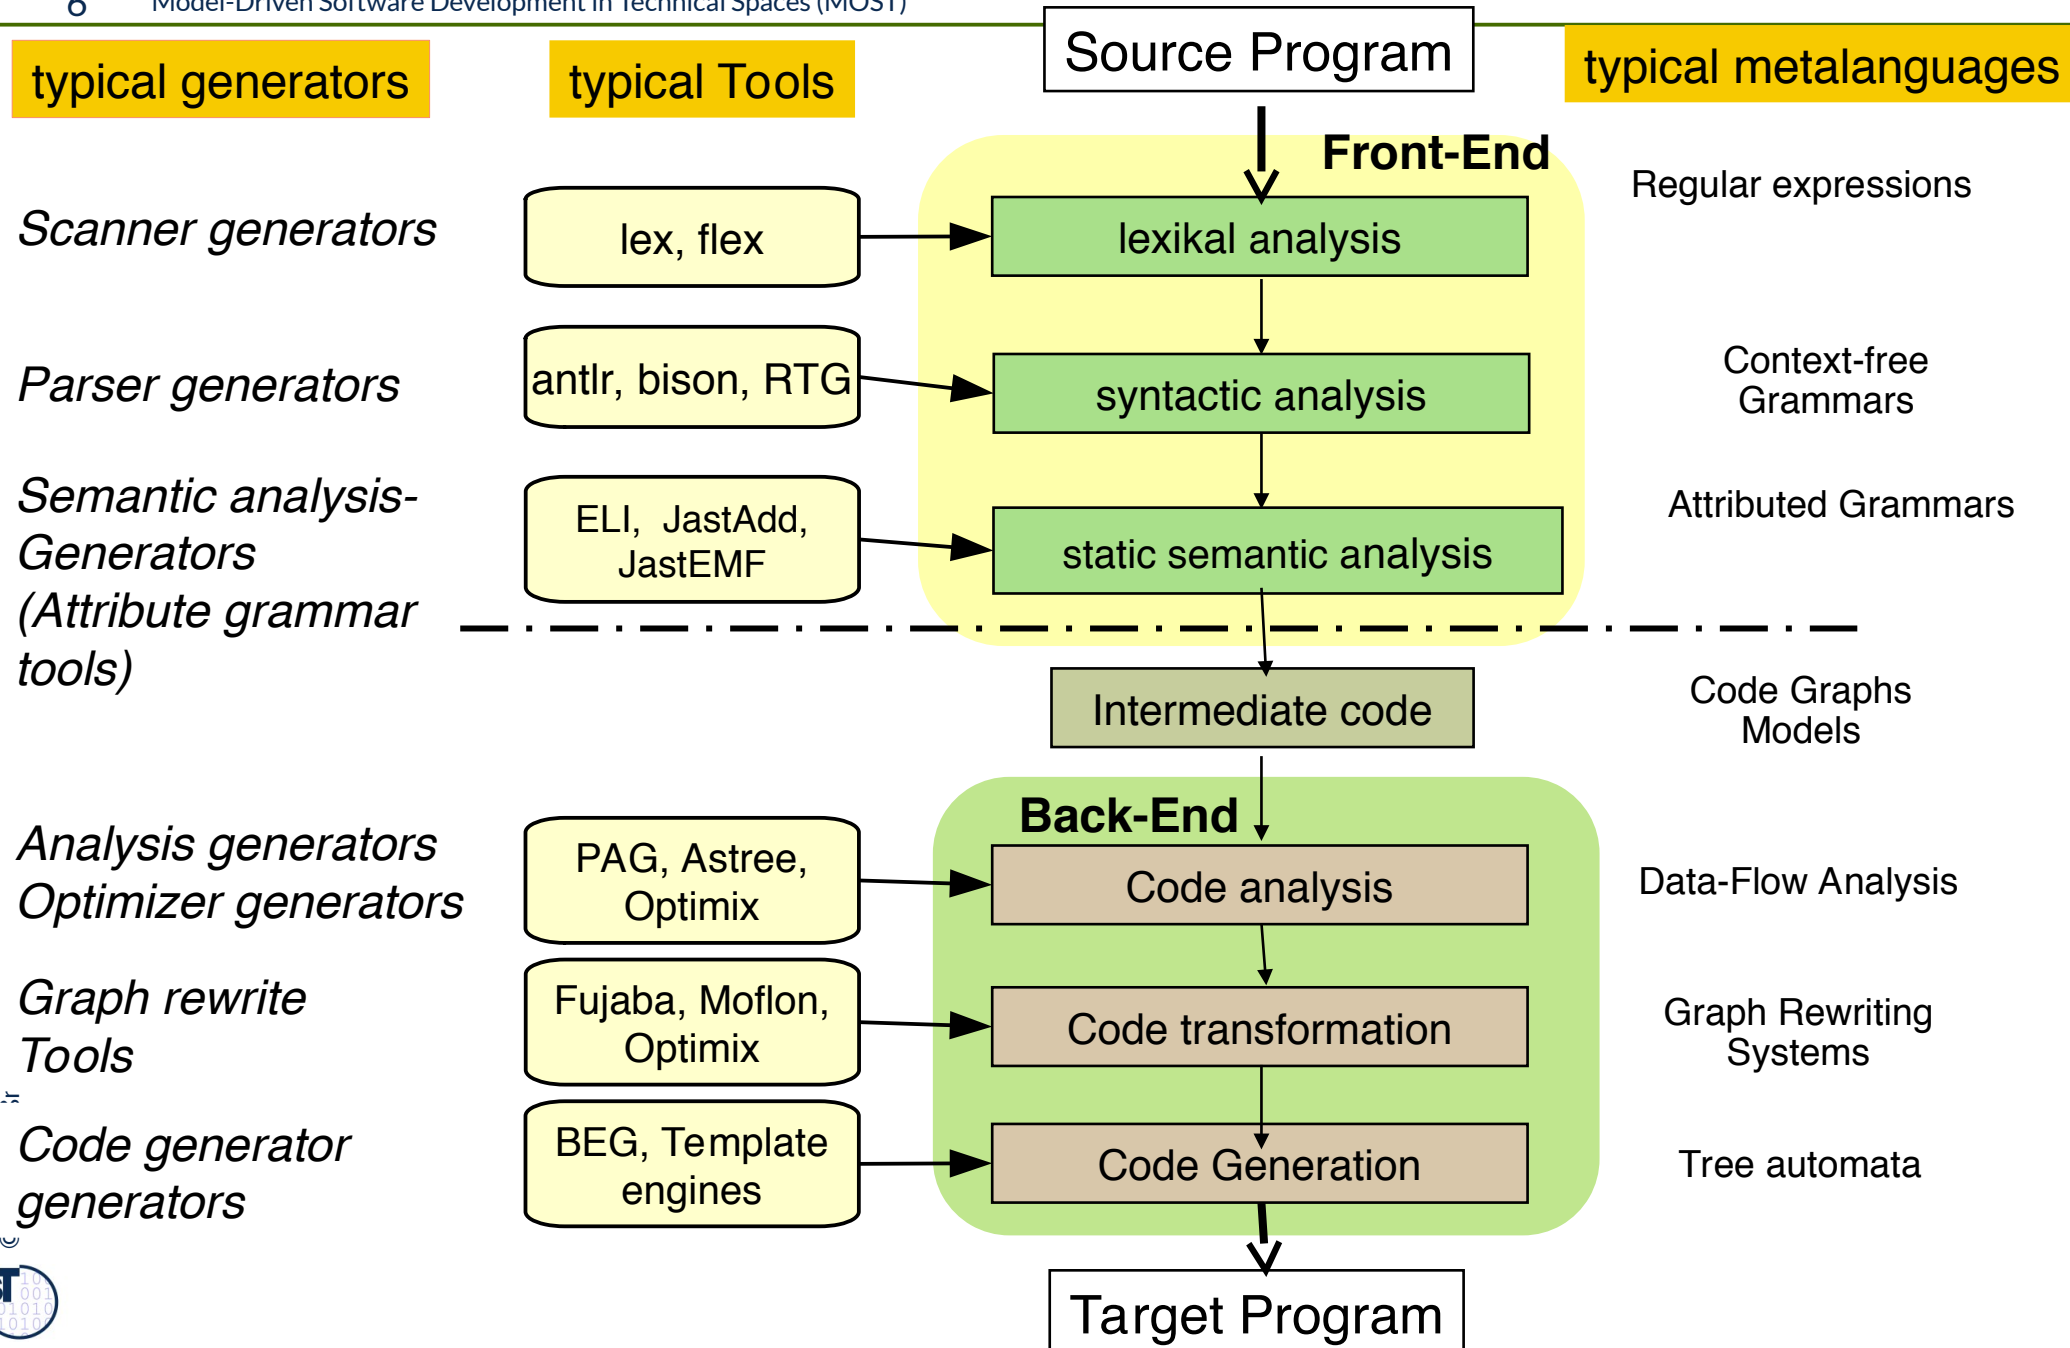 Model-Driven Software Development in Technical Spaces (MOST)
Source Program
typical generators
typical Tools
typical metalanguages
Front-End
Regular expressions
Scanner generators
lex, flex
lexikal analysis
Parser generators
antlr, bison, RTG
syntactic analysis
Context-free
Grammars
Semantic analysis-
Generators
(Attribute grammar
tools)
ELI, JastAdd,
JastEMF
static semantic analysis
Attributed Grammars
Intermediate code
Code Graphs
Models
Back-End
Analysis generators
Optimizer generators
PAG, Astree,
Optimix
Code analysis
Data-Flow Analysis
Graph rewrite
Tools
Fujaba, Moflon,
Optimix
Code transformation
Graph Rewriting
Systems
Code generator
generators
BEG, Template
engines
Code Generation
Tree automata
©
Target Program